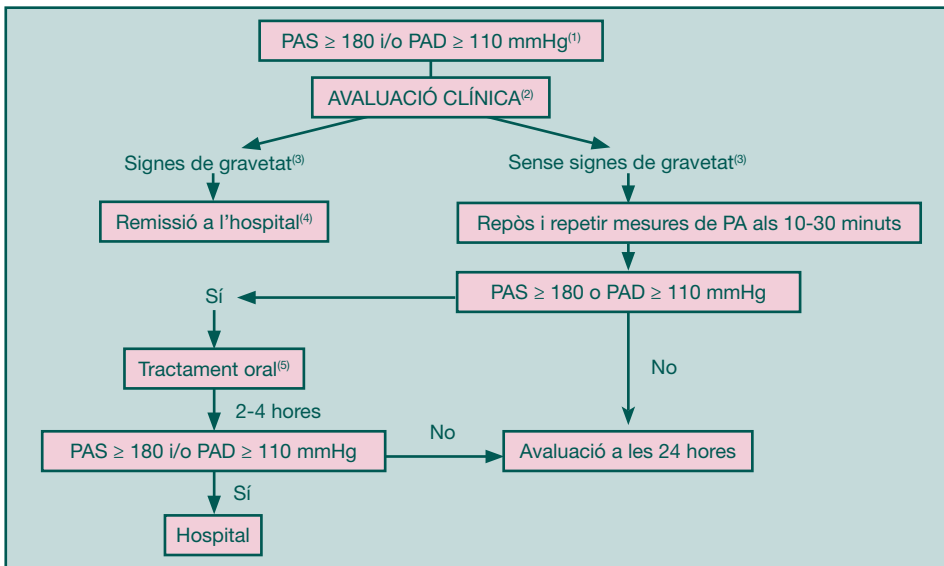 PAS ≥ 180 i/o PAD ≥ 110 mmHg(1)
AVALUACIÓ CLÍNICA(2)
Signes de gravetat(3)
Sense signes de gravetat(3)
Remissió a l'hospital(4)
Repòs i repetir mesures de PA als 10-30 minuts
PAS ≥ 180 o PAD ≥ 110 mmHg
Sí
Tractament oral(5)
No
2-4 hores
PAS ≥ 180 i/o PAD ≥ 110 mmHg
No
Avaluació a les 24 hores
Sí
Hospital